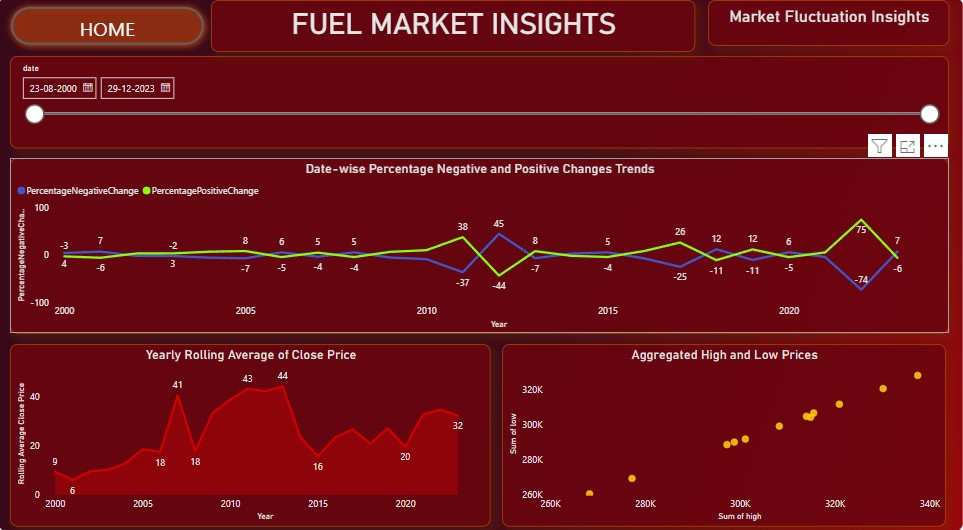 HOME
FUEL MARKET INSIGHTS
Market Fluctuation Insights
date
23-08-2000 29-12-2023
Date-wise Percentage Negative and Positive Changes Trends
PercentageNegativeChange PercentagePositiveChange
PercentageNegativeCha...
100
0
-100
-3 7 -2 8 6 5 5 38 45 8 5 26 12 12 6 75 7
4 -6 3 -7 -5 -4 -4 -37 -44 -7 -4 -25 -11 -11 -5 -74 -6
2000 2005 2010 2015 2020
Year
Yearly Rolling Average of Close Price
Rolling Average Close Price
40
20
0
9 6 18 41 18 43 44 16 20 32
2000 2005 2010 2015 2020
Year
Aggregated High and Low Prices
Sum of low
320K
300K
280K
260K
260K 280K 300K 320K 340K
Sum of high